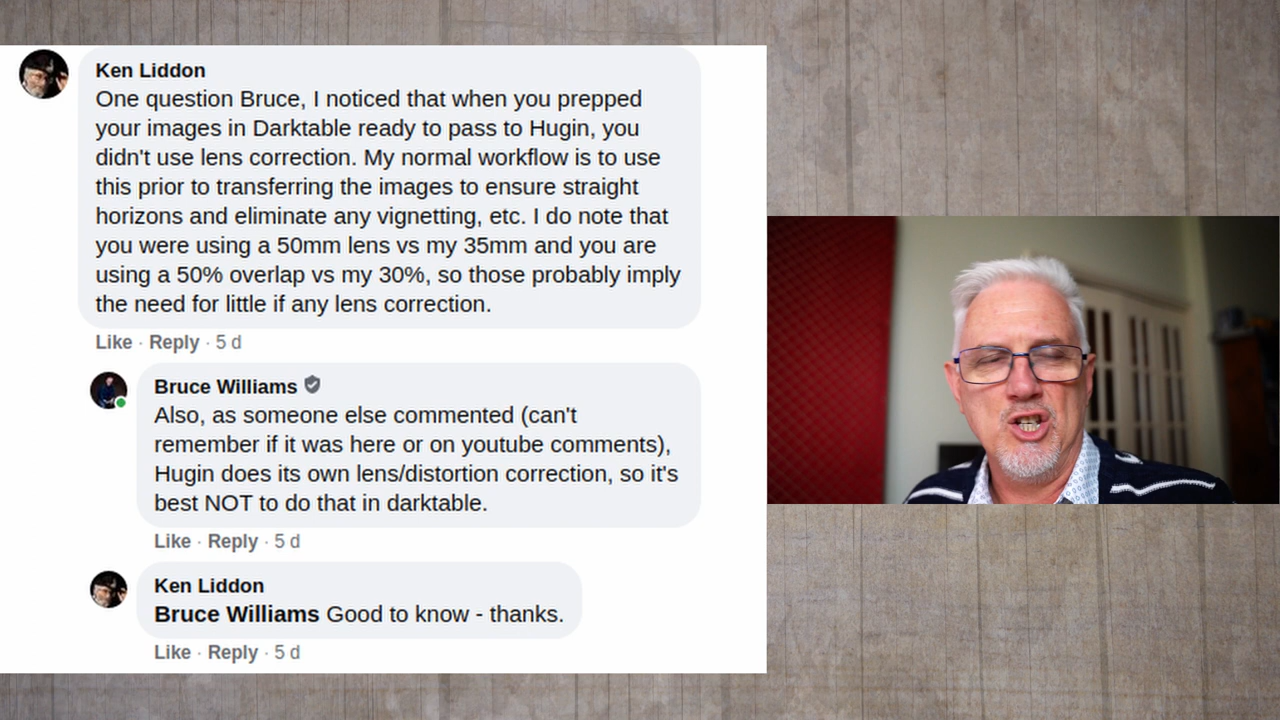 Ken Liddon
One question Bruce, I noticed that when you prepped
your images in Darktable ready to pass to Hugin, you
didn't use lens correction. My normal workflow is to use
this prior to transferring the images to ensure straight
horizons and eliminate any vignetting, etc. I do note that
you were using a 50mm lens vs my 35mm and you are
using a 50% overlap vs my 30%, so those probably imply
the need for little if any lens correction.
Like · Reply · 5 d
Bruce Williams
Also, as someone else commented (can't
remember if it was here or on youtube comments),
Hugin does its own lens/distortion correction, so it's
best NOT to do that in darktable.
Like · Reply · 5 d
Ken Liddon
Bruce Williams Good to know - thanks.
Like · Reply · 5 d